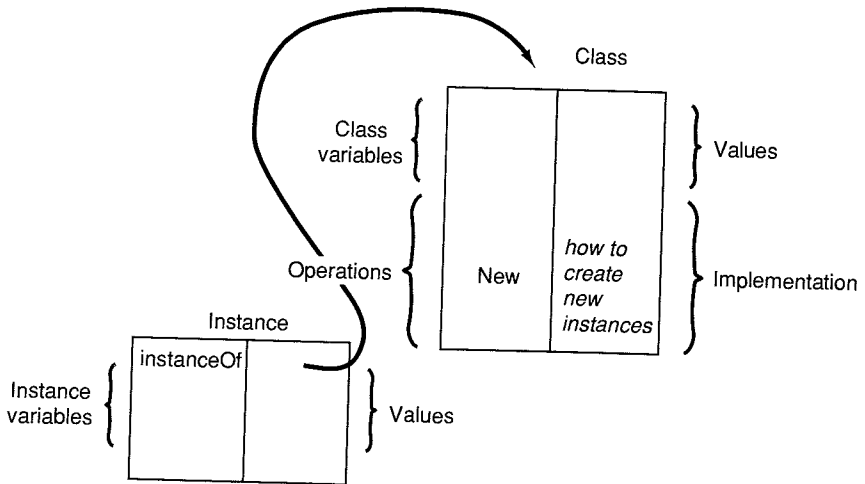 Class
Class
variables
Values
Operations
New
how to
create
new
instances
Implementation
Instance
instanceOf
Instance
variables
Values